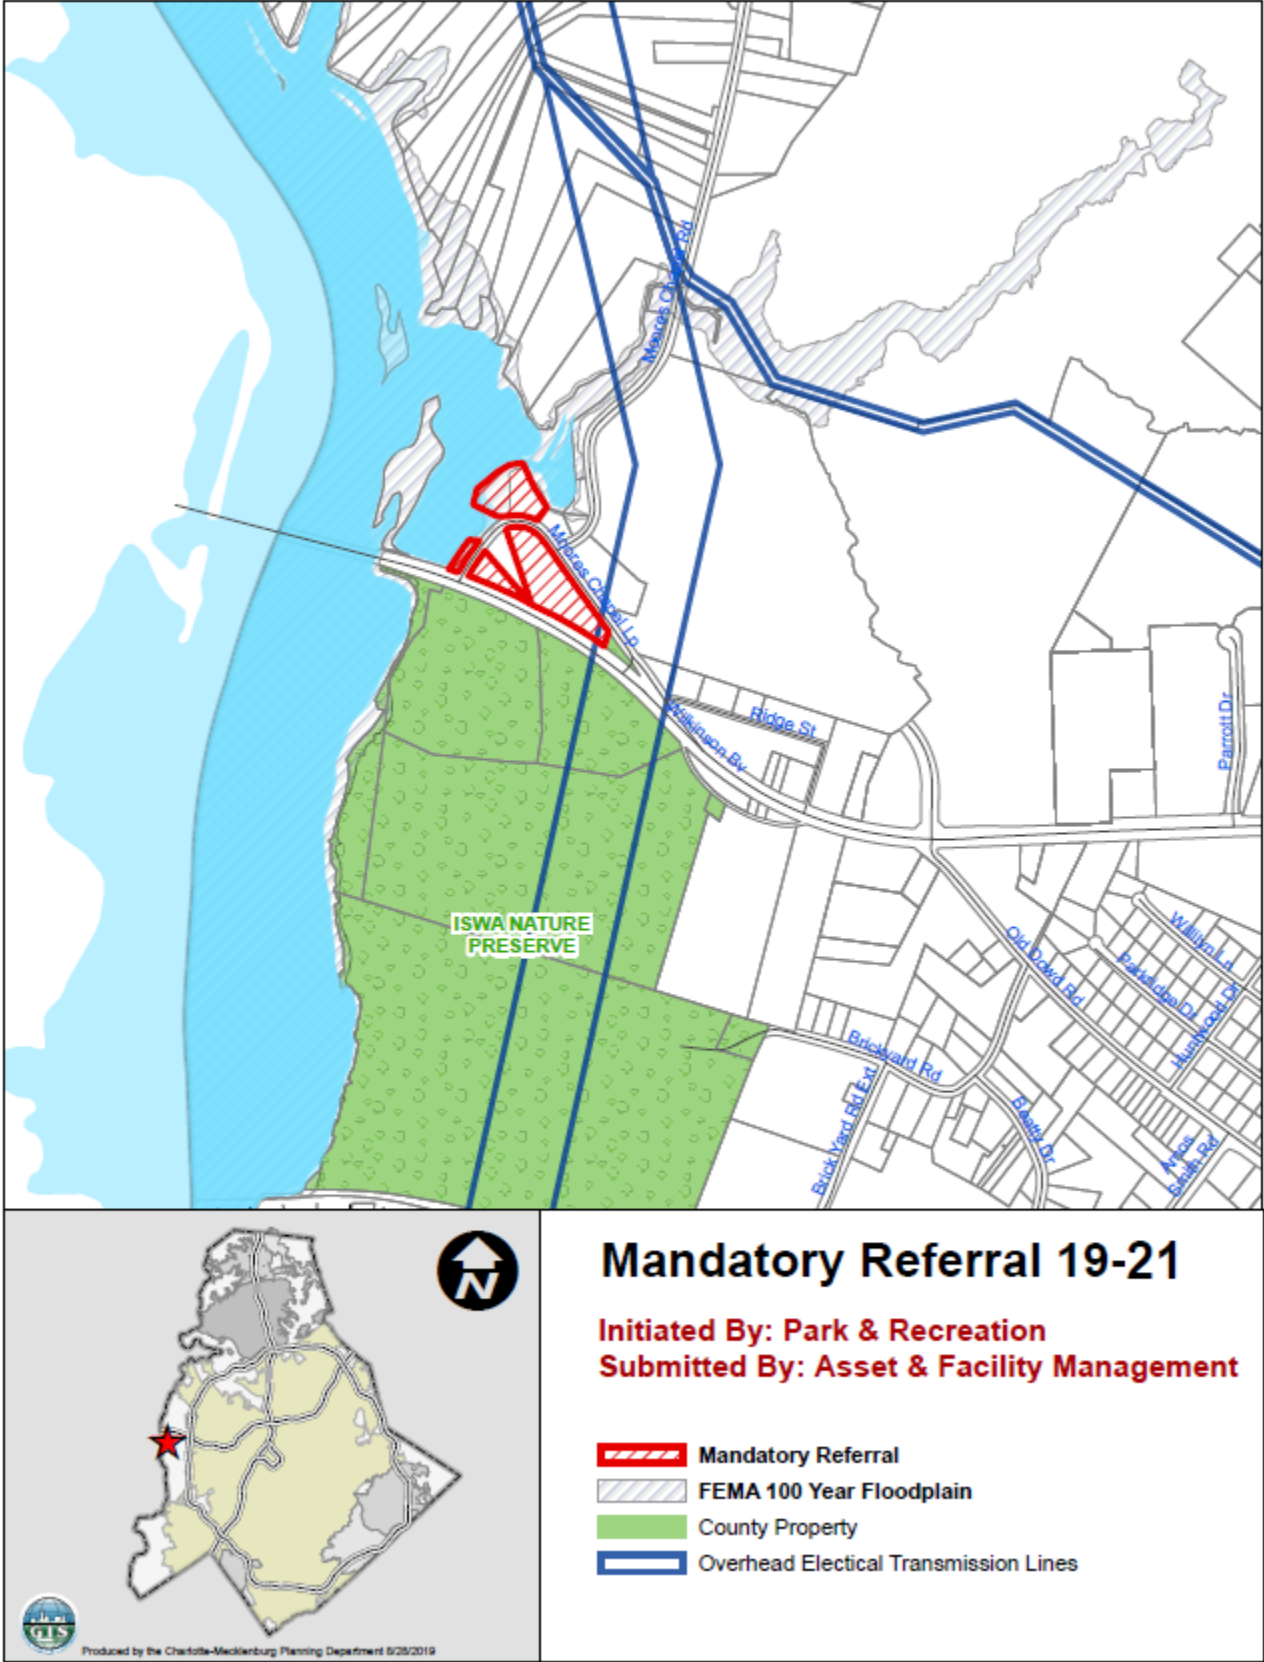 Moores Chapel Rd
Moores Chapel Ln
Wilkinson Bv
Ridge St
Parrott Dr
ISWA NATURE
PRESERVE
Old Dowd Rd
Willilyn Ln
Parkridge Dr
Huntwood Dr
Brickyard Rd
Brick Yard Rd Ext
Beatty Dr
Amos
Smith Rd
N
Mandatory Referral 19-21
Initiated By: Park & Recreation
Submitted By: Asset & Facility Management
Mandatory Referral
FEMA 100 Year Floodplain
County Property
Overhead Electical Transmission Lines
GIS
Produced by the Charlotte-Mecklenburg Planning Department 6/28/2019